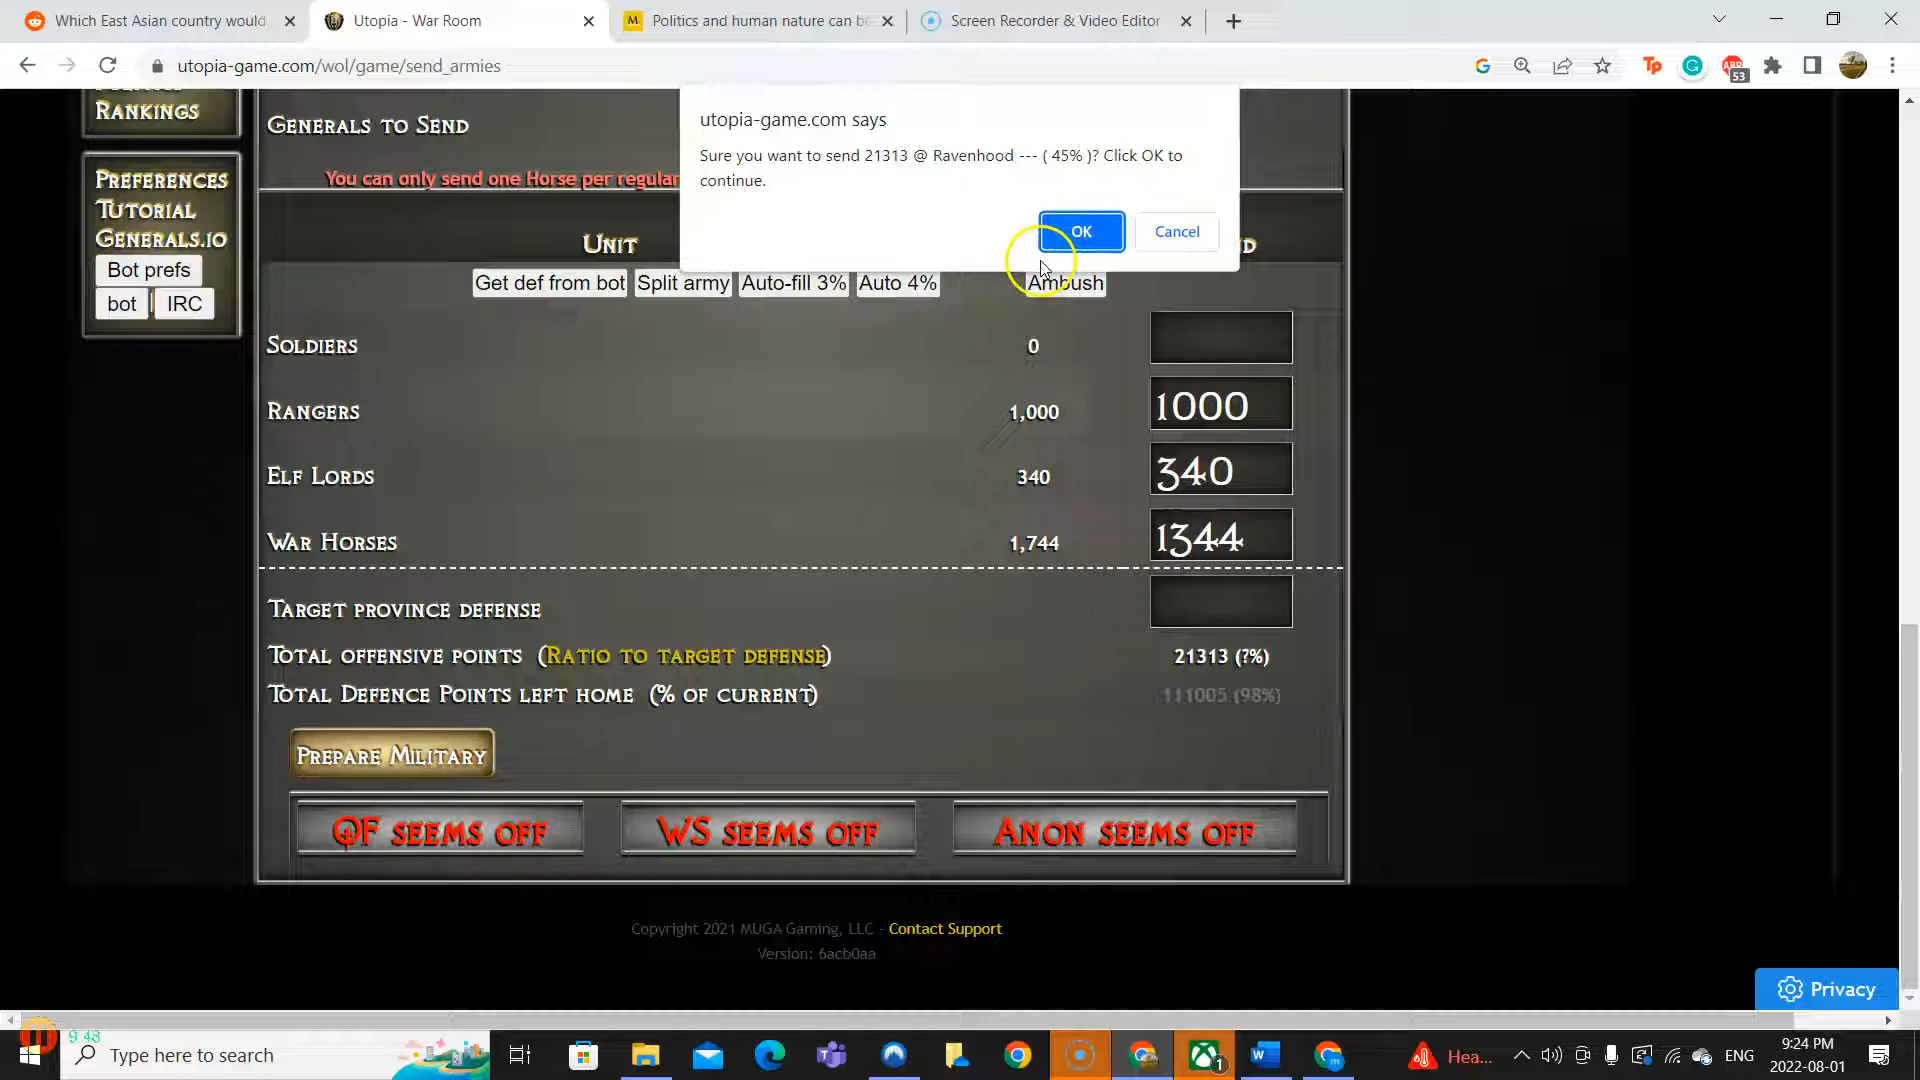 Which East Asian country would
Utopia - War Room
Politics and human nature can be
Screen Recorder & Video Editor
utopia-game.com/wol/game/send_armies
53
Rankings
Preferences
Tutorial
Generals.io
Bot prefs
bot | IRC
Generals to Send
You can only send one Horse per regular
utopia-game.com says
Sure you want to send 21313 @ Ravenhood --- ( 45% )? Click OK to
continue.
OK Cancel
Unit
Get def from bot Split army Auto-fill 3% Auto 4% Ambush
Soldiers 0
Rangers 1,000 1000
Elf Lords 340 340
War Horses 1,744 1344
Target province defense
Total offensive points (Ratio to target defense) 21313 (?%)
Total Defence Points left home (% of current) 111005 (98%)
Prepare Military
QF seems off WS seems off Anon seems off
Copyright 2021 MUGA Gaming, LLC - Contact Support
Version: 6acb0aa
Privacy
9:48
Type here to search
1
Hea...
ENG
9:24 PM
2022-08-01